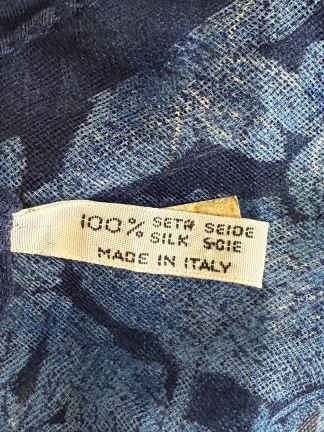 100% SETA SEIDE
SILK SOIE
MADE IN ITALY